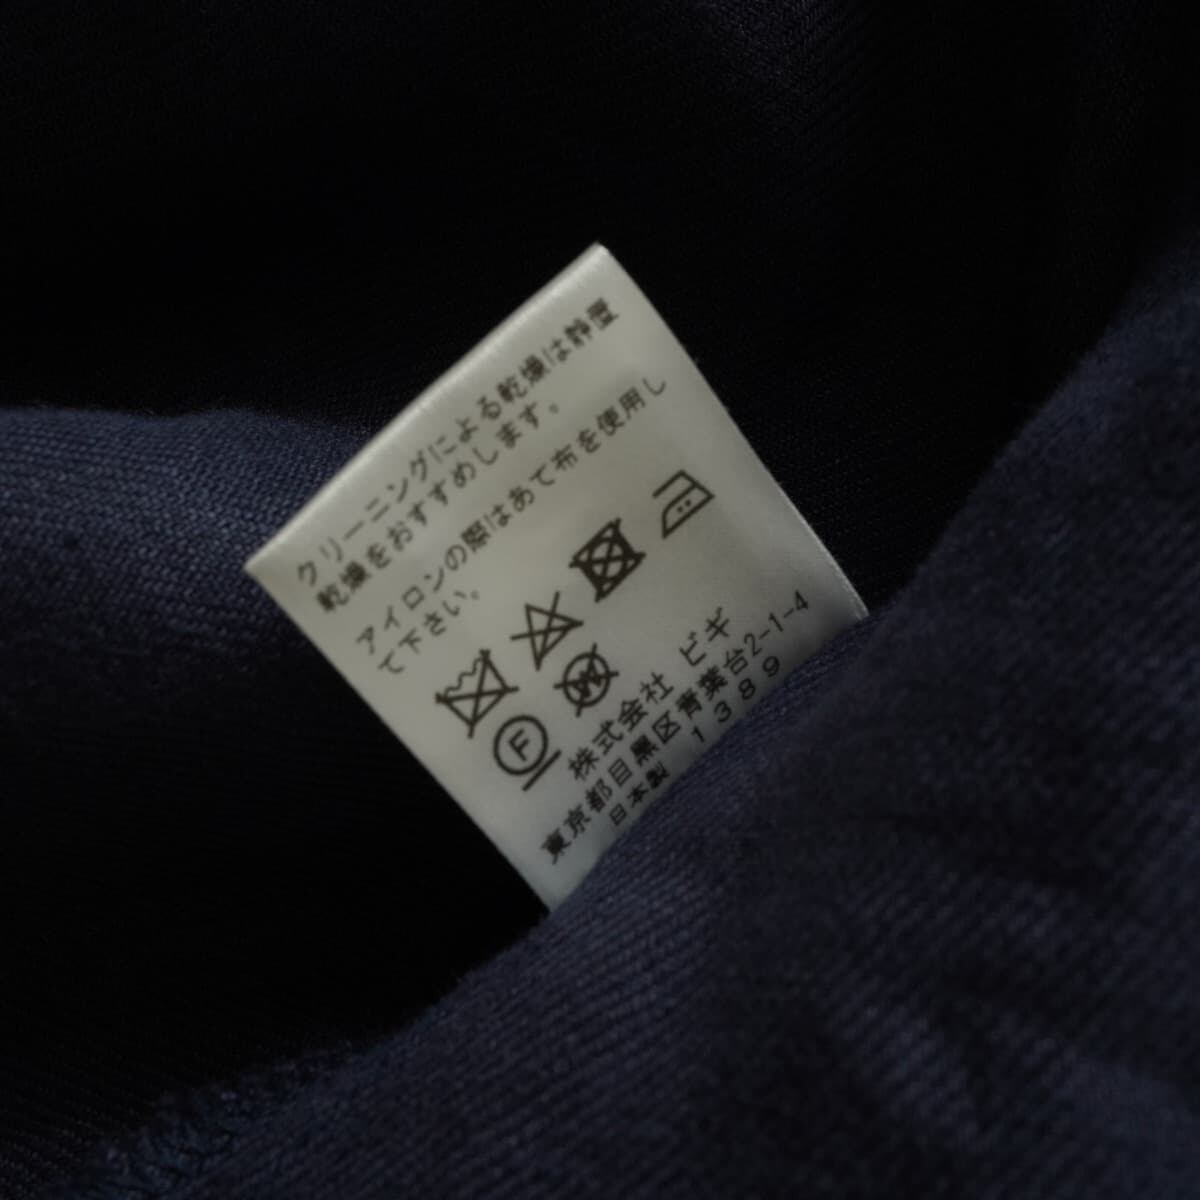 クリーニングによる乾燥は静置
乾燥をおすすめします。
アイロンの際はあて布を使用し
て下さい。
F W
株式会社 ビギ
東京都目黒区青葉台2-1-4
日本製 1389